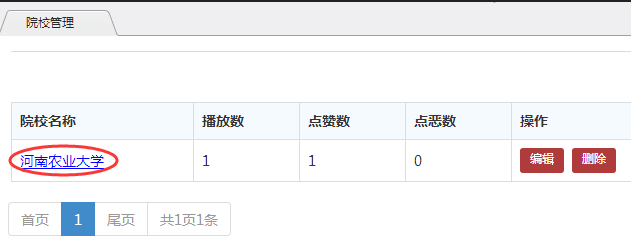 院校管理
院校名称 播放数 点赞数 点恶数 操作
河南农业大学 1 1 0 编辑 删除
首页 1 尾页 共1页1条